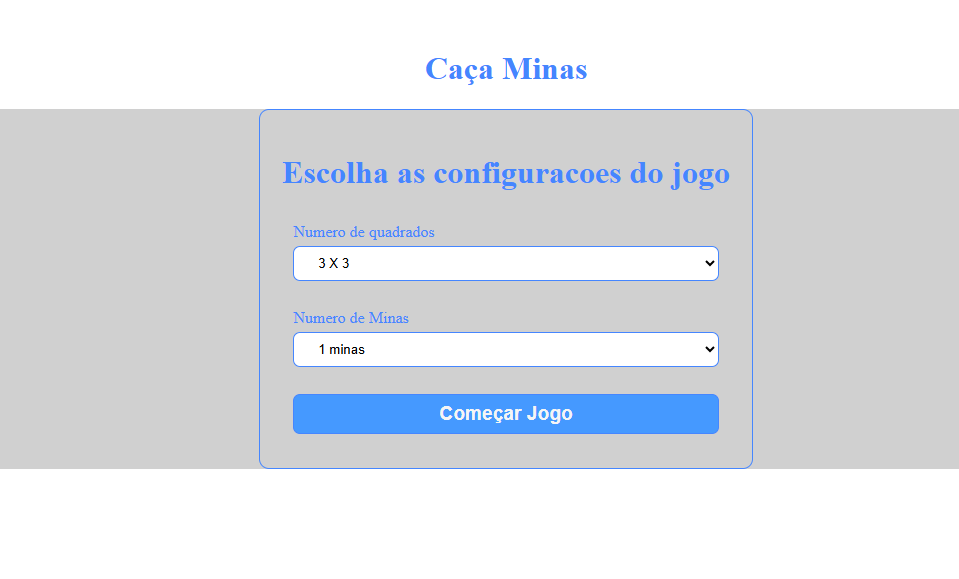 Caça Minas
Escolha as configuracoes do jogo
Numero de quadrados
3 X 3
Numero de Minas
1 minas
Começar Jogo